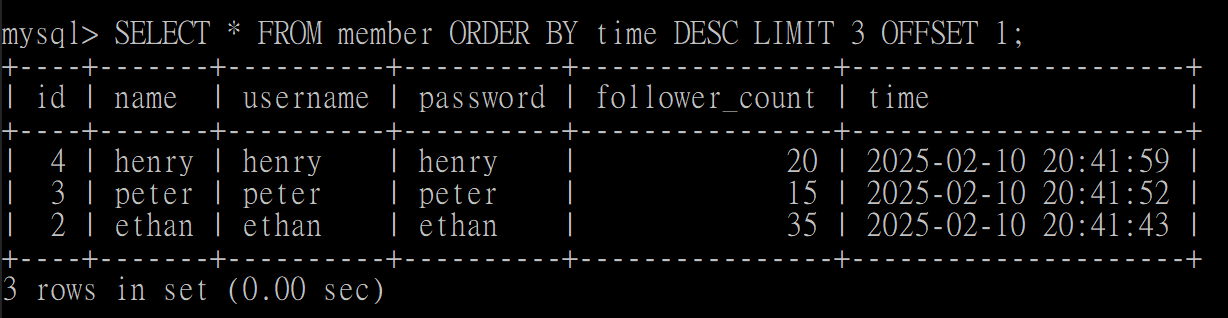 mysql> SELECT * FROM member ORDER BY time DESC LIMIT 3 OFFSET 1;
+----+-------+----------+----------+----------------+---------------------+
| id | name  | username | password | follower_count | time                |
+----+-------+----------+----------+----------------+---------------------+
|  4 | henry | henry    | henry    |             20 | 2025-02-10 20:41:59 |
|  3 | peter | peter    | peter    |             15 | 2025-02-10 20:41:52 |
|  2 | ethan | ethan    | ethan    |             35 | 2025-02-10 20:41:43 |
+----+-------+----------+----------+----------------+---------------------+
3 rows in set (0.00 sec)